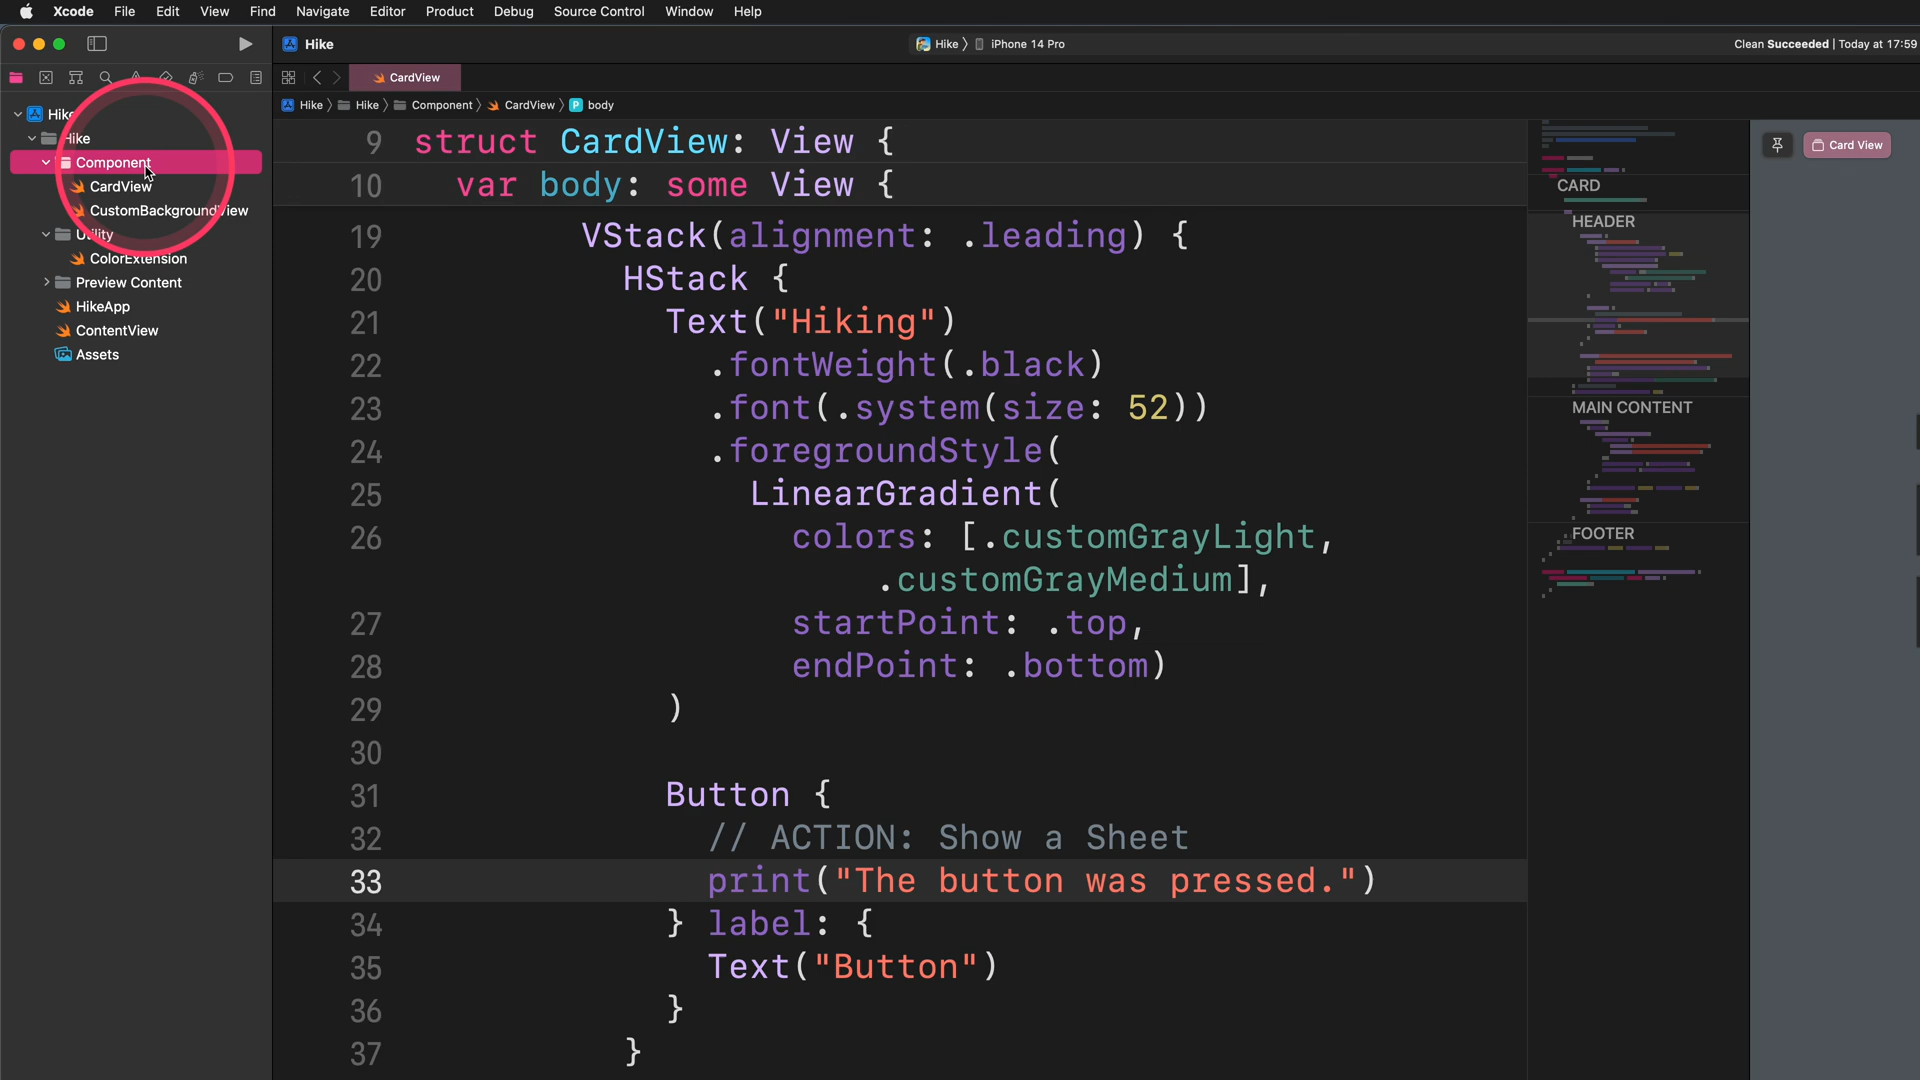 Xcode File Edit View Find Navigate Editor Product Debug Source Control Window Help
Hike
Hike 〉 iPhone 14 Pro
Clean Succeeded | Today at 17:59
CardView
Hike 〉 Hike 〉 Component 〉 CardView 〉 P body
Hike
Hike
Component
CardView
CustomBackgroundView
Utility
ColorExtension
Preview Content
HikeApp
ContentView
Assets
9 struct CardView: View {
10 var body: some View {
19 VStack(alignment: .leading) {
20 HStack {
21 Text("Hiking")
22 .fontWeight(.black)
23 .font(.system(size: 52))
24 .foregroundStyle(
25 LinearGradient(
26 colors: [.customGrayLight,
.customGrayMedium],
27 startPoint: .top,
28 endPoint: .bottom)
29 )
30
31 Button {
32 // ACTION: Show a Sheet
33 print("The button was pressed.")
34 } label: {
35 Text("Button")
36 }
37 }
CARD
HEADER
MAIN CONTENT
FOOTER
Card View